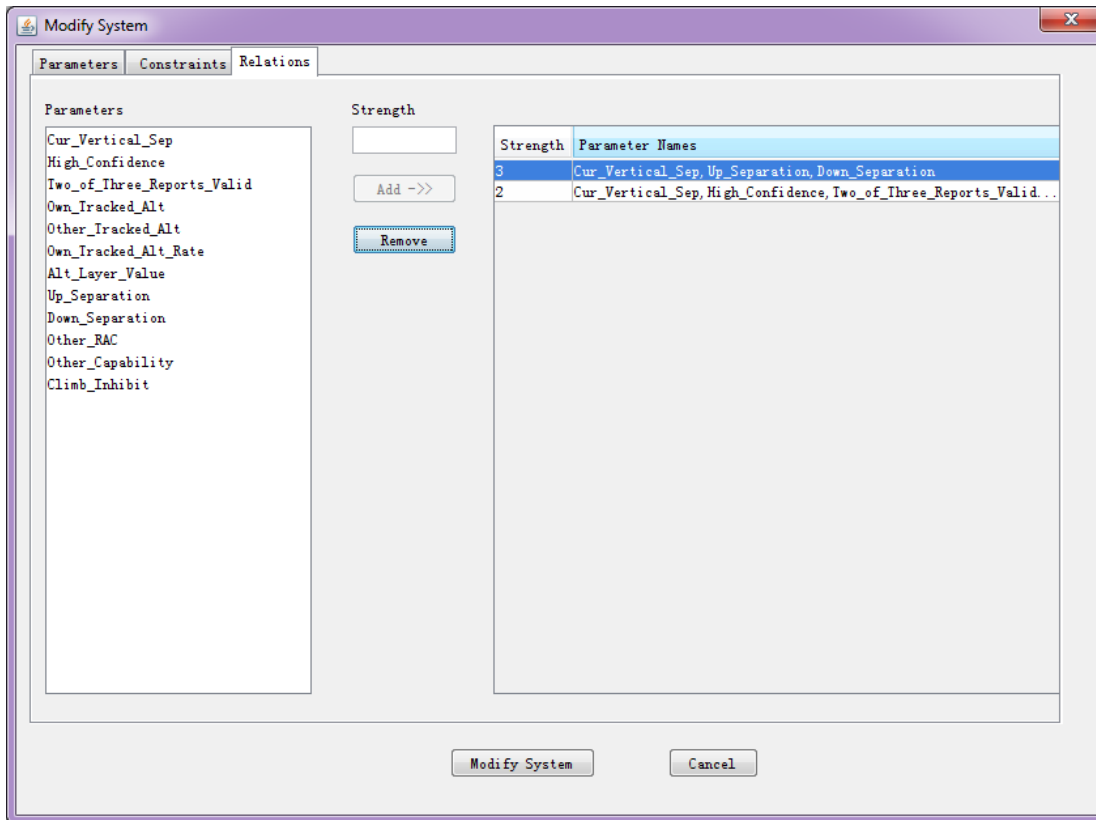 Modify System
Parameters Constraints Relations
Parameters
Strength
Cur_Vertical_Sep
High_Confidence
Two_of_Three_Reports_Valid
Own_Tracked_Alt
Other_Tracked_Alt
Own_Tracked_Alt_Rate
Alt_Layer_Value
Up_Separation
Down_Separation
Other_RAC
Other_Capability
Climb_Inhibit
Add ->>
Remove
Strength Parameter Names
3 Cur_Vertical_Sep, Up_Separation, Down_Separation
2 Cur_Vertical_Sep, High_Confidence, Two_of_Three_Reports_Valid...
Modify System
Cancel